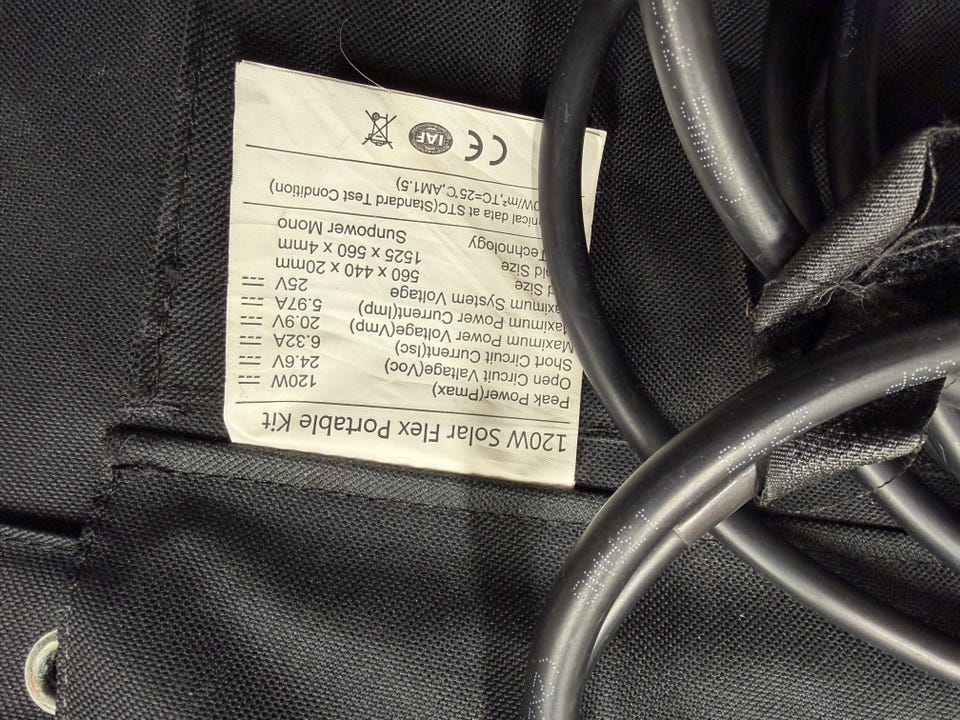 120W Solar Flex Portable Kit
Peak Power(Pmax) 120W
Open Circuit Valtage(Voc) 24.6V
Short Circuit Current(Isc) 6.32A
Maximum Power Voltage(Vmp) 20.9V
Maximum Power Current(Imp) 5.97A
Maximum System Voltage 25V
Size 560 x 440 x 20mm
Size 1525 x 560 x 4mm
Technology Sunpower Mono
data at STC(Standard Test Condition)
W/m²,TC=25℃,AM1.5)
CE IAF